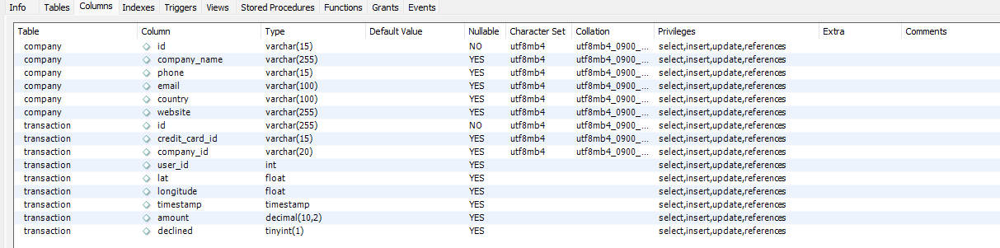 Info Tables Columns Indexes Triggers Views Stored Procedures Functions Grants Events
Table Column Type Default Value Nullable Character Set Collation Privileges Extra Comments
company id varchar(15) NO utf8mb4 utf8mb4_0900_... select,insert,update,references
company company_name varchar(255) YES utf8mb4 utf8mb4_0900_... select,insert,update,references
company phone varchar(15) YES utf8mb4 utf8mb4_0900_... select,insert,update,references
company email varchar(100) YES utf8mb4 utf8mb4_0900_... select,insert,update,references
company country varchar(100) YES utf8mb4 utf8mb4_0900_... select,insert,update,references
company website varchar(255) YES utf8mb4 utf8mb4_0900_... select,insert,update,references
transaction id varchar(255) NO utf8mb4 utf8mb4_0900_... select,insert,update,references
transaction credit_card_id varchar(15) YES utf8mb4 utf8mb4_0900_... select,insert,update,references
transaction company_id varchar(20) YES utf8mb4 utf8mb4_0900_... select,insert,update,references
transaction user_id int YES select,insert,update,references
transaction lat float YES select,insert,update,references
transaction longitude float YES select,insert,update,references
transaction timestamp timestamp YES select,insert,update,references
transaction amount decimal(10,2) YES select,insert,update,references
transaction declined tinyint(1) YES select,insert,update,references